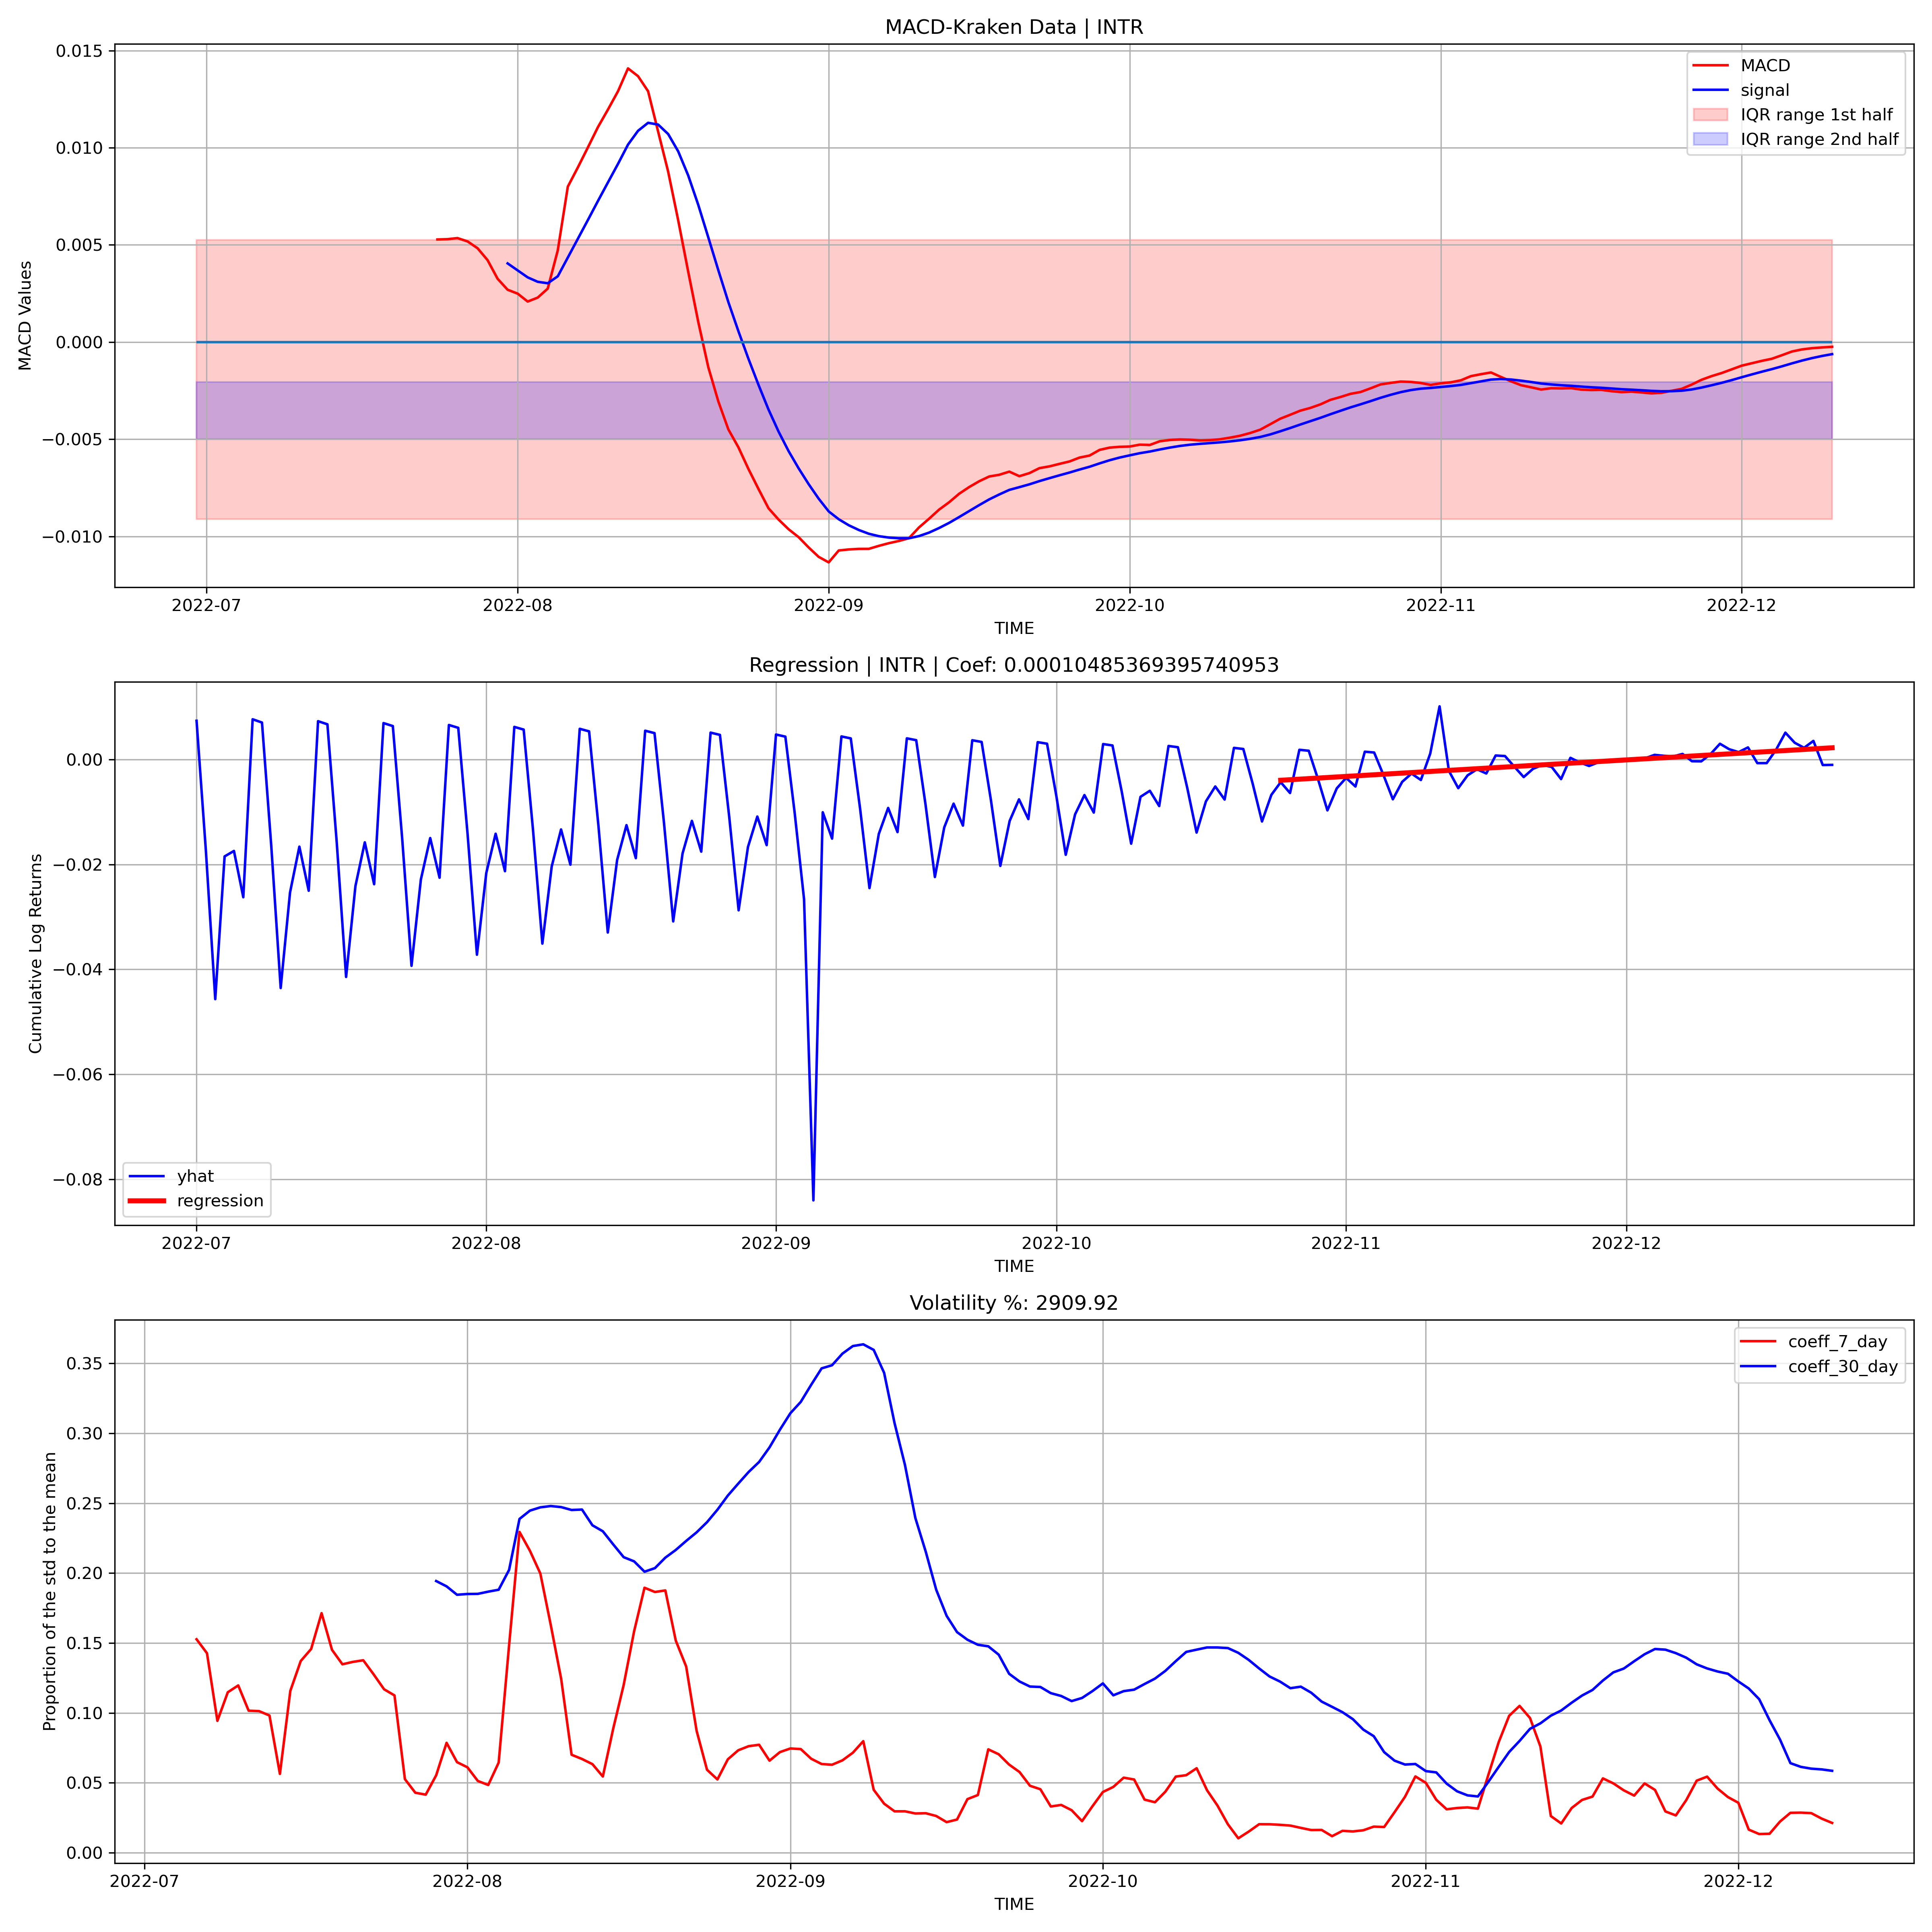 MACD-Kraken Data | INTR
MACD
signal
IQR range 1st half
IQR range 2nd half
0.015
0.010
0.005
0.000
−0.005
−0.010
MACD Values
2022-07 2022-08 2022-09 2022-10 2022-11 2022-12
TIME
Regression | INTR | Coef: 0.00010485369395740953
0.00
−0.02
−0.04
−0.06
−0.08
Cumulative Log Returns
yhat
regression
2022-07 2022-08 2022-09 2022-10 2022-11 2022-12
TIME
Volatility %: 2909.92
coeff_7_day
coeff_30_day
0.35
0.30
0.25
0.20
0.15
0.10
0.05
0.00
Proportion of the std to the mean
2022-07 2022-08 2022-09 2022-10 2022-11 2022-12
TIME